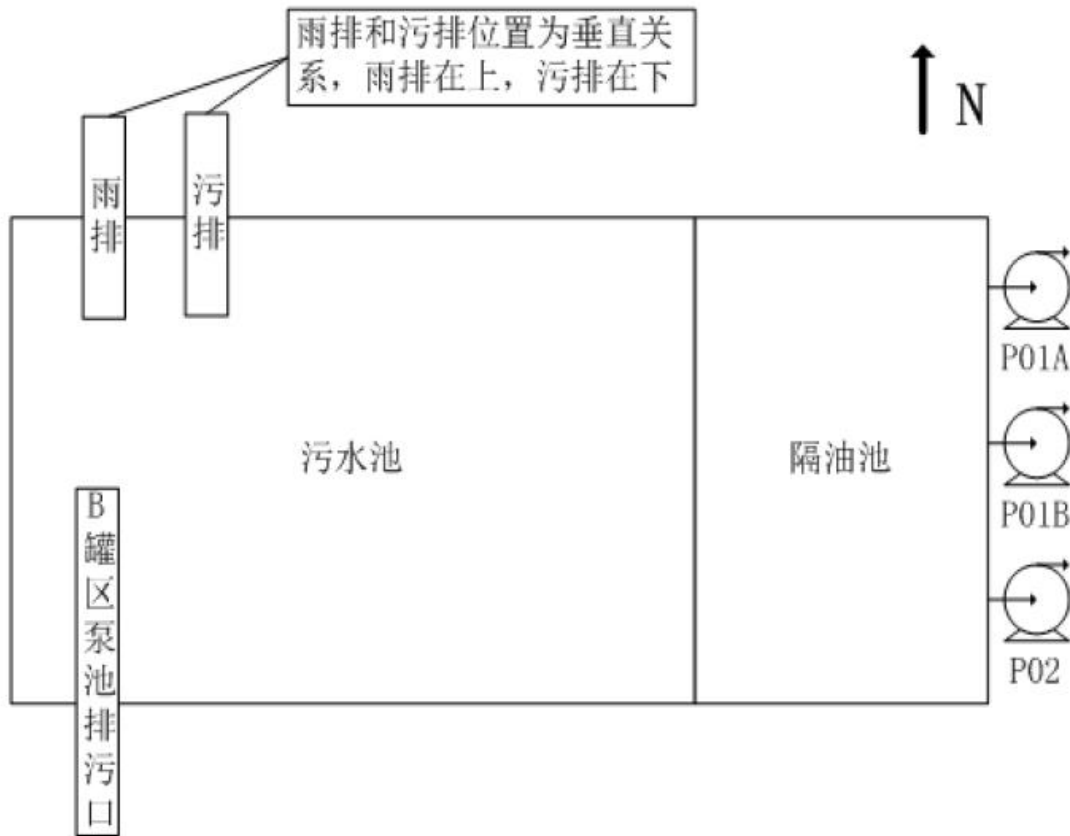 雨排和污排位置为垂直关
系，雨排在上，污排在下
N
雨排
污排
P01A
污水池
隔油池
P01B
B罐区泵池排污口
P02